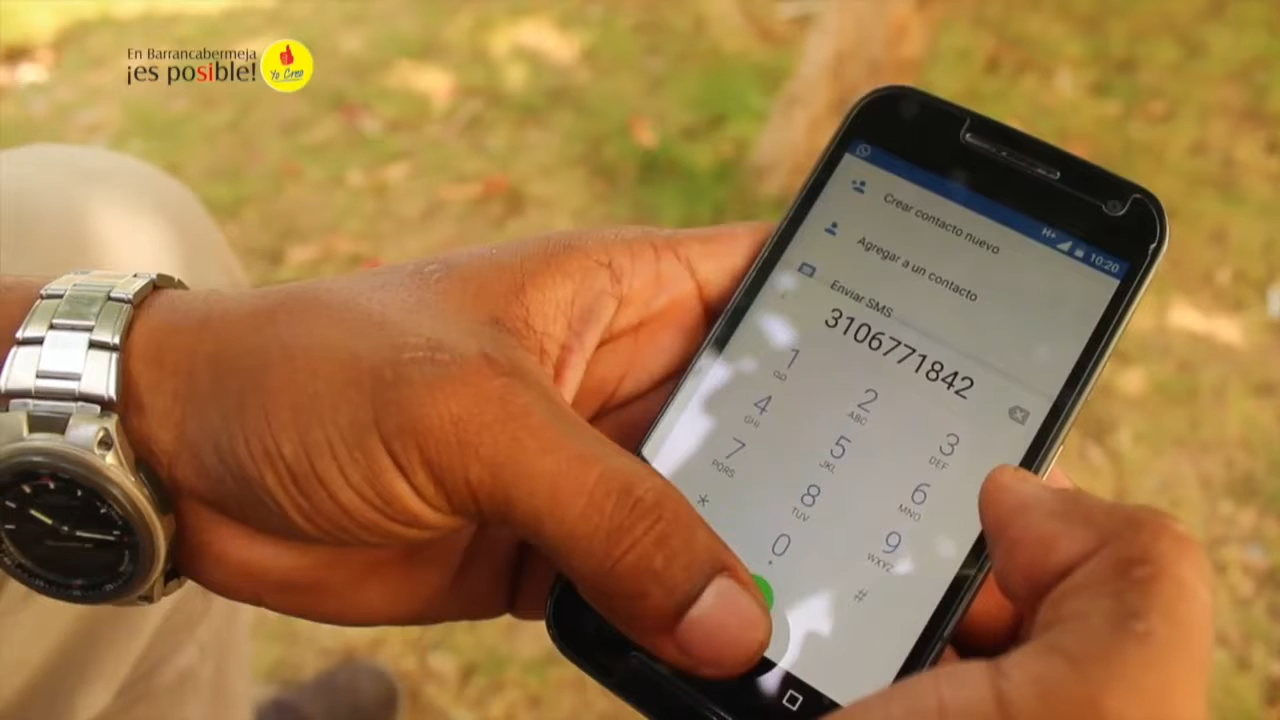 En Barrancabermeja
¡es posible!
Yo Creo
H+ 10:20
Crear contacto nuevo
Agregar a un contacto
Enviar SMS
3106771842
1
2 ABC
3 DEF
4 GHI
5 JKL
6 MNO
7 PQRS
8 TUV
9 WXYZ
*
0 +
#